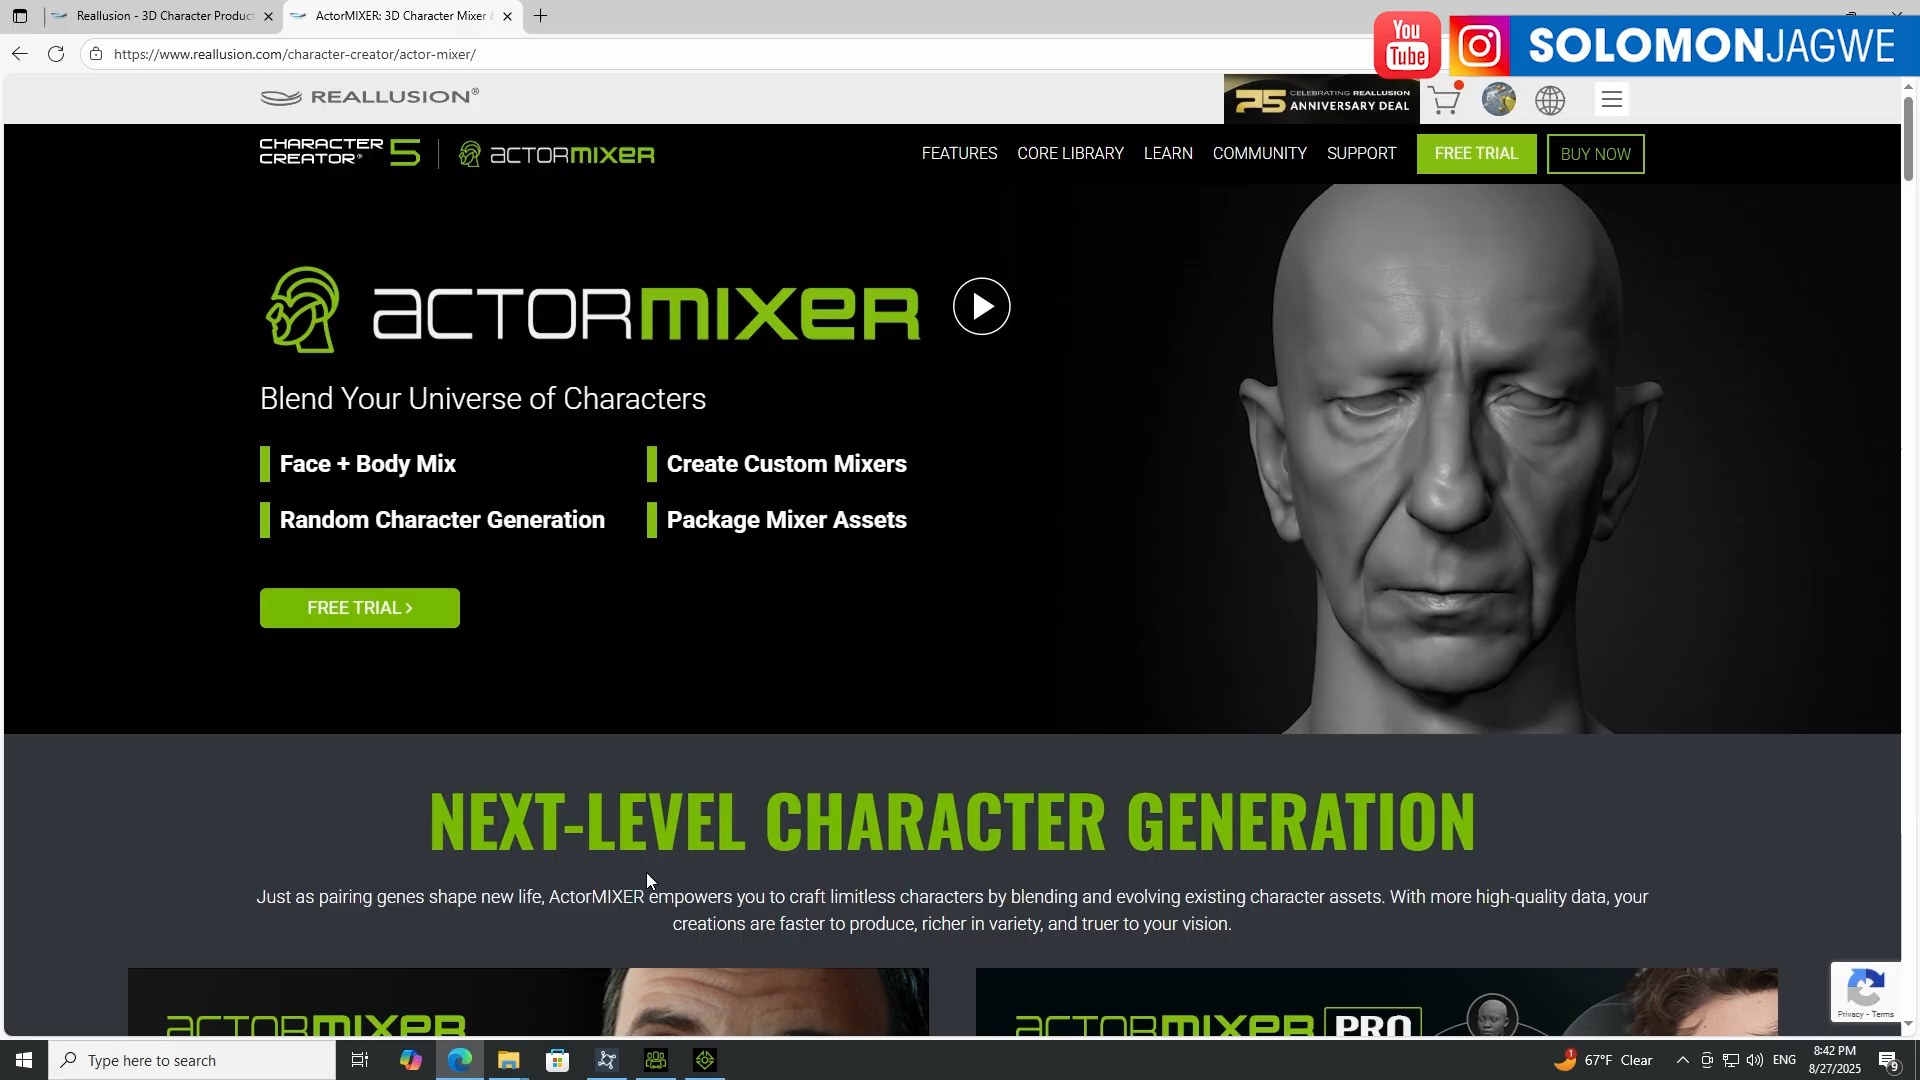 Reallusion - 3D Character Product
ActorMIXER: 3D Character Mixer &
You
Tube
SOLOMONJAGWE
https://www.reallusion.com/character-creator/actor-mixer/
REALLUSION®
25
CELEBRATING REALLUSION
ANNIVERSARY DEAL
CHARACTER
CREATOR®
5
ACTORMIXER
FEATURES
CORE LIBRARY
LEARN
COMMUNITY
SUPPORT
FREE TRIAL
BUY NOW
ACTORMIXER
Blend Your Universe of Characters
Face + Body Mix
Create Custom Mixers
Random Character Generation
Package Mixer Assets
FREE TRIAL ›
NEXT-LEVEL CHARACTER GENERATION
Just as pairing genes shape new life, ActorMIXER empowers you to craft limitless characters by blending and evolving existing character assets. With more high-quality data, your
creations are faster to produce, richer in variety, and truer to your vision.
ACTORMIXER
ACTORMIXER PRO
Privacy - Terms
Type here to search
1
67°F Clear
ENG
8:42 PM
8/27/2025
9